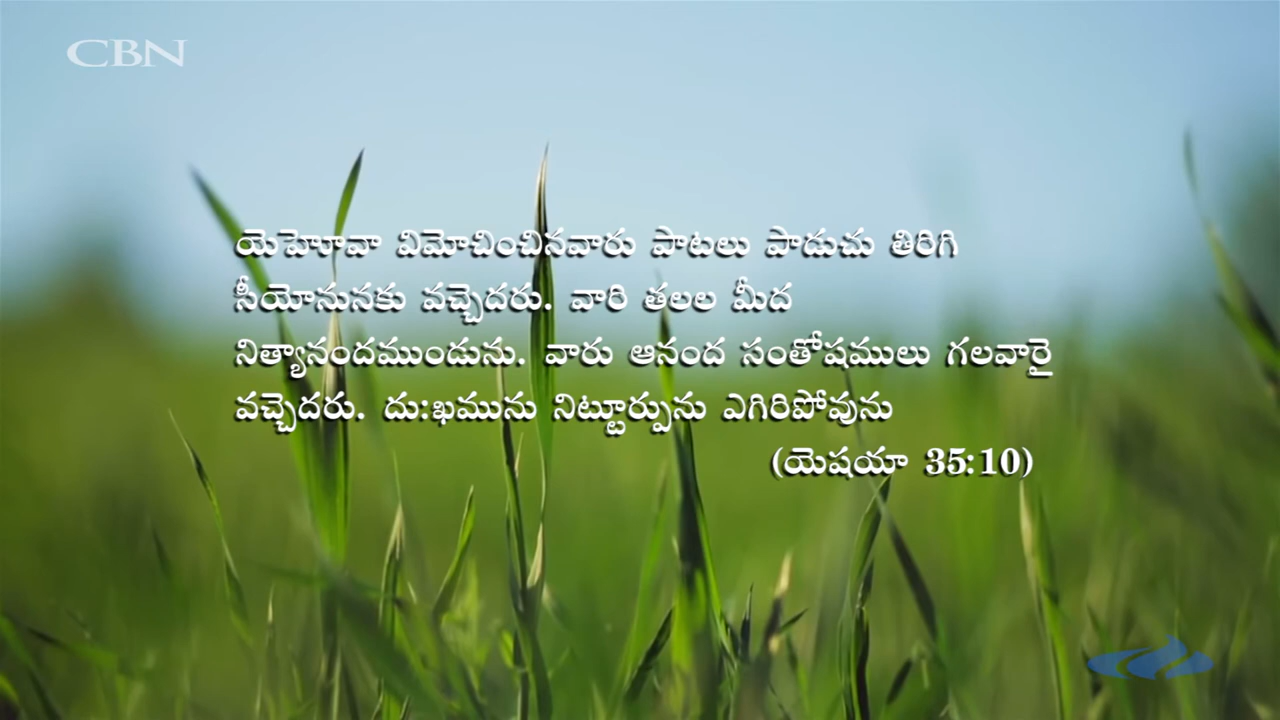 CBN
యెహోవా విమోచించినవారు పాటలు పాడుచు తిరిగి
సీయోనునకు వచ్చెదరు. వారి తలల మీద
నిత్యానందముండును. వారు ఆనంద సంతోషములు గలవారై
వచ్చెదరు. దు:ఖమును నిట్టూర్పును ఎగిరిపోవును
(యెషయా 35:10)